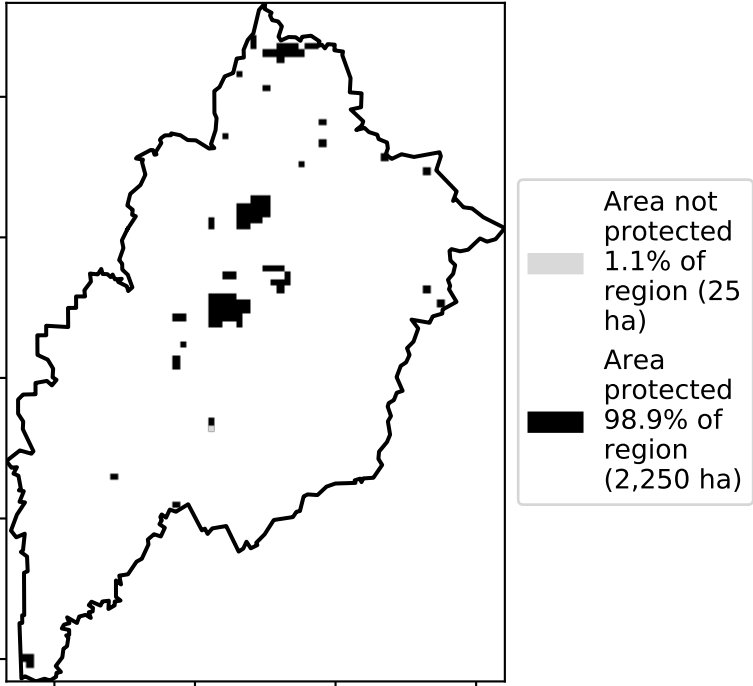 Area not
protected
1.1% of
region (25
ha)
Area
protected
98.9% of
region
(2,250 ha)